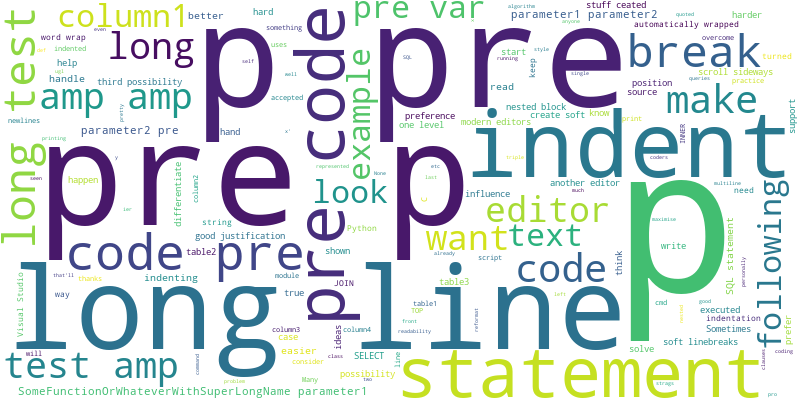 column1
pre var
stuff ceated
better
hard
parameter1 parameter2
harder
something
automatically wrapped
word wrap
even
uses
algorithm
anyone
quoted
long
p
pre
break
overcome
test
indented
help
SQL
start
running
style
keep
single
turned
handle
third possibility
self
well
read
position
scroll sideways
source
queries
practice
amp amp
accepted
example
nested block
make
newlines
pretty
preference
create soft
know
support
parameter2 pre
hand
code
one level
modern editors
print
indent
INNER
long
pre
p
coders
printing
y
seen
happen
differentiate
column2
represented
None
etc
last
triple
much
multiline
look
influence
another editor
need
string
Python
already
editor
p
maximise
good justification
shown
want
text
write
following
code
pre
table2
script
think
SQL statement
personally
indenting
module
JOIN
code
cmd
good
that'll
thanks
way
true
table3
executed
indentation
Visual Studio
long
pre
line
table1
TOP
Sometimes
prefer
will
column3
column4
front
left
solve
soft linebreaks
command
case
ideas
readability
reformat
clauses
coding
test amp
easier
class
SELECT
line
consider
possibility
statement
problem
Many
two
strags
pro
SomeFunctionOrWhateverWithSuperLongName parameter1